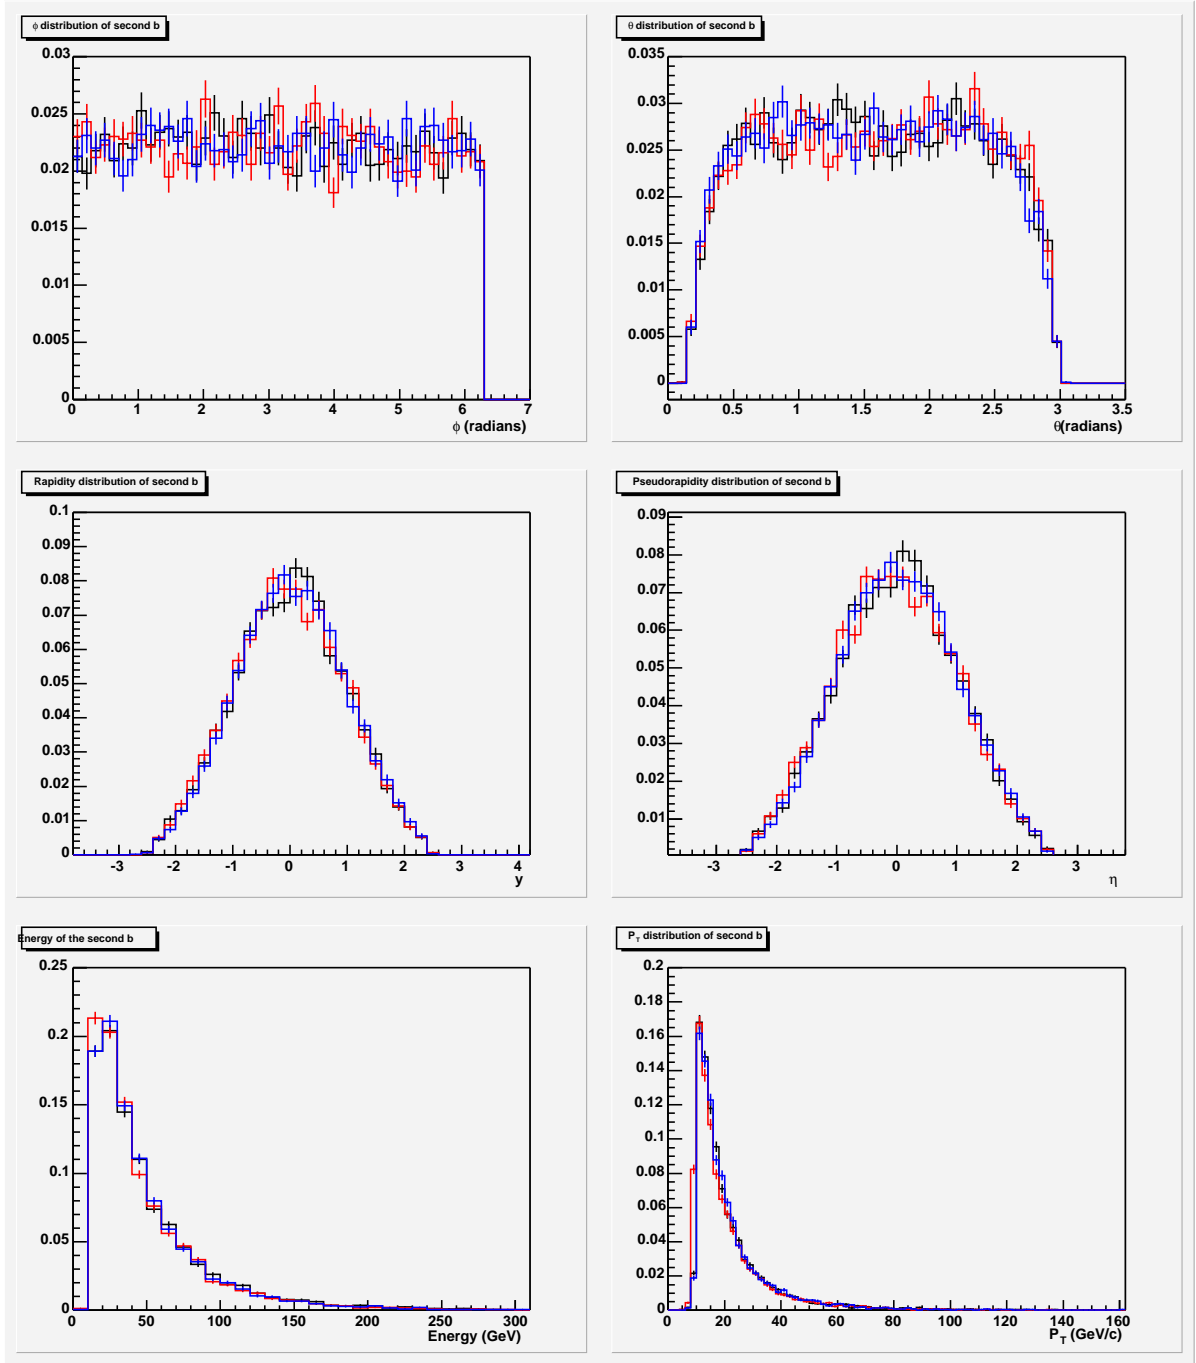 ϕ distribution of second b
0.03
0.025
0.02
0.015
0.01
0.005
0
0 1 2 3 4 5 6 7
ϕ (radians)
θ distribution of second b
0.035
0.03
0.025
0.02
0.015
0.01
0.005
0
0 0.5 1 1.5 2 2.5 3 3.5
θ(radians)
Rapidity distribution of second b
0.1
0.09
0.08
0.07
0.06
0.05
0.04
0.03
0.02
0.01
0
-3 -2 -1 0 1 2 3 4
y
Pseudorapidity distribution of second b
0.09
0.08
0.07
0.06
0.05
0.04
0.03
0.02
0.01
-3 -2 -1 0 1 2 3
η
Energy of the second b
0.25
0.2
0.15
0.1
0.05
0
0 50 100 150 200 250 300
Energy (GeV)
P_T distribution of second b
0.2
0.18
0.16
0.14
0.12
0.1
0.08
0.06
0.04
0.02
0
0 20 40 60 80 100 120 140 160
P_T (GeV/c)